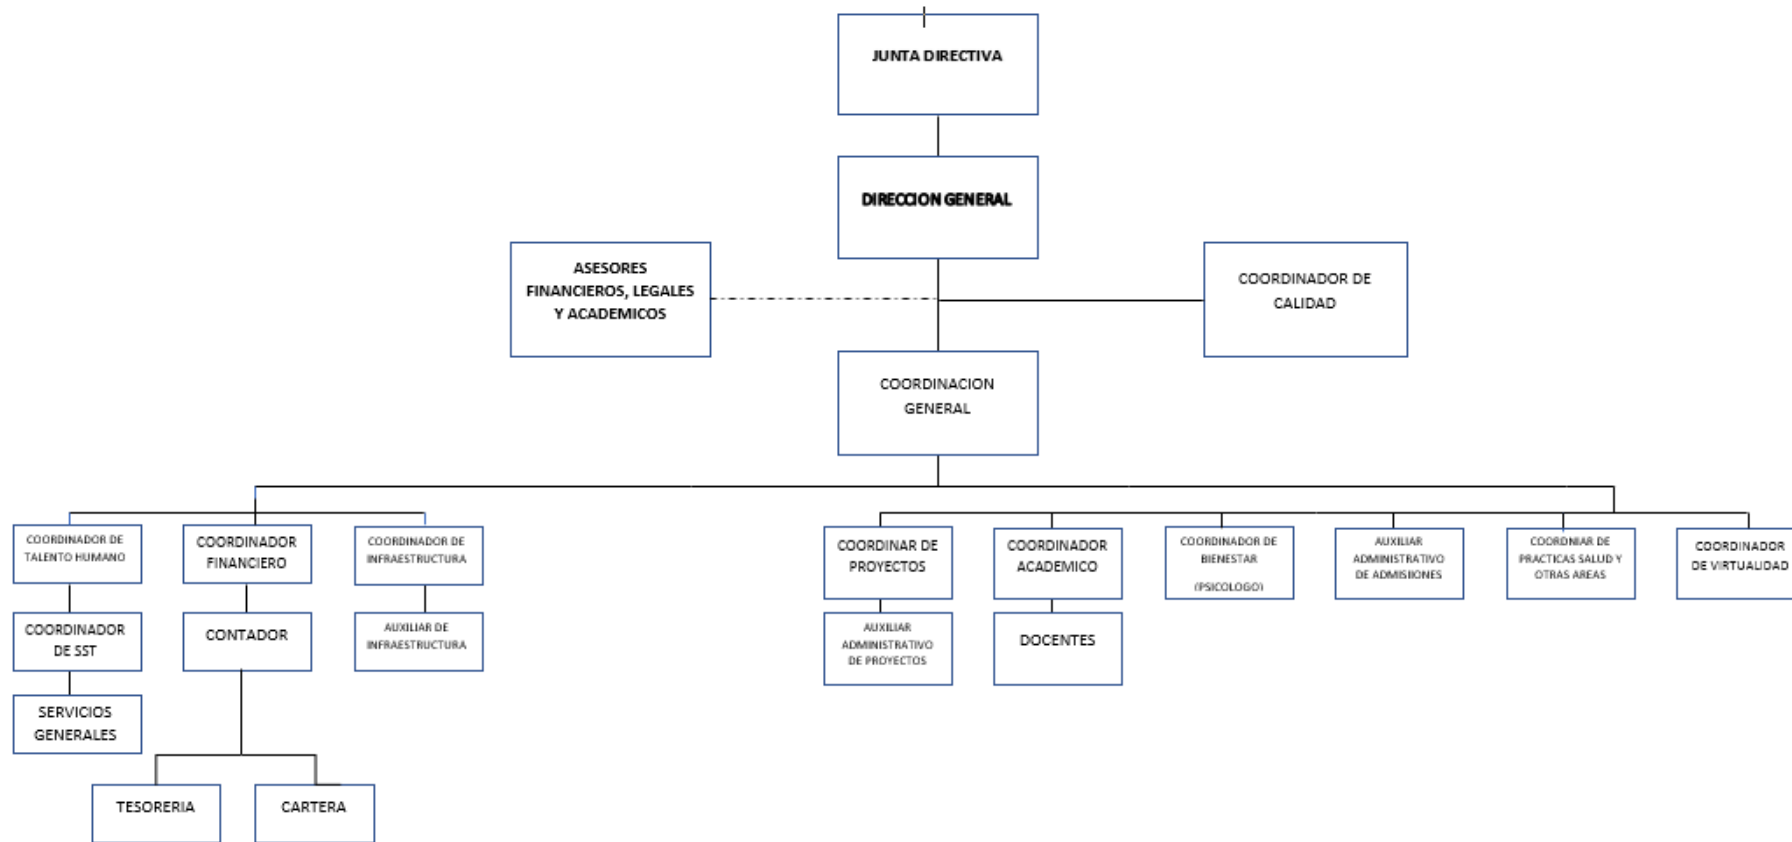 JUNTA DIRECTIVA
DIRECCION GENERAL
ASESORES
FINANCIEROS, LEGALES
Y ACADEMICOS
COORDINADOR DE
CALIDAD
COORDINACION
GENERAL
COORDINADOR DE
TALENTO HUMANO
COORDINADOR
FINANCIERO
COORDINADOR DE
INFRAESTRUCTURA
COORDINAR DE
PROYECTOS
COORDINADOR
ACADEMICO
COORDINADOR DE
BIENESTAR
(PSICOLOGO)
AUXILIAR
ADMINISTRATIVO
DE ADMISIIONES
COORDNIAR DE
PRACTICAS SALUD Y
OTRAS AREAS
COORDINADOR
DE VIRTUALIDAD
COORDINADOR
DE SST
CONTADOR
AUXILIAR DE
INFRAESTRUCTURA
AUXILIAR
ADMINISTRATIVO
DE PROYECTOS
DOCENTES
SERVICIOS
GENERALES
TESORERIA
CARTERA